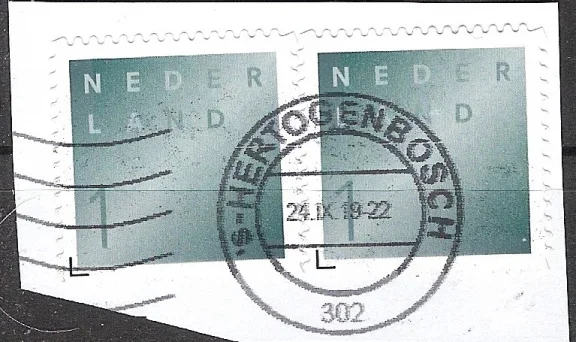 NEDER
LAND
1
NEDER
LAND
1
'S-HERTOGENBOSCH
24.IX.19-22
302